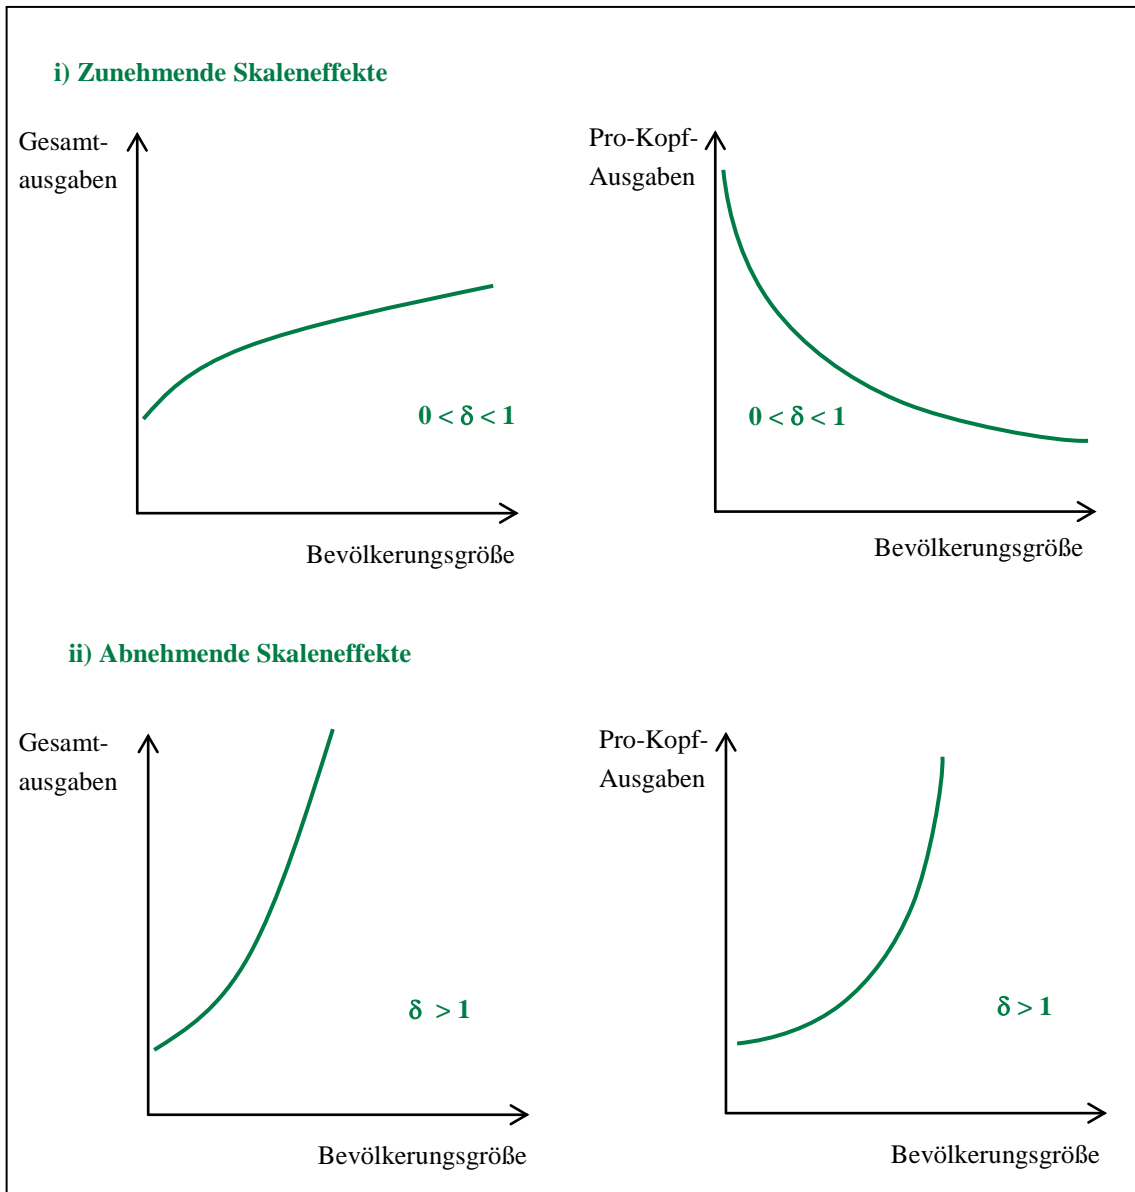 i) Zunehmende Skaleneffekte
Gesamt-
ausgaben
0 < δ < 1
Bevölkerungsgröße
Pro-Kopf-
Ausgaben
0 < δ < 1
Bevölkerungsgröße
ii) Abnehmende Skaleneffekte
Gesamt-
ausgaben
δ > 1
Bevölkerungsgröße
Pro-Kopf-
Ausgaben
δ > 1
Bevölkerungsgröße